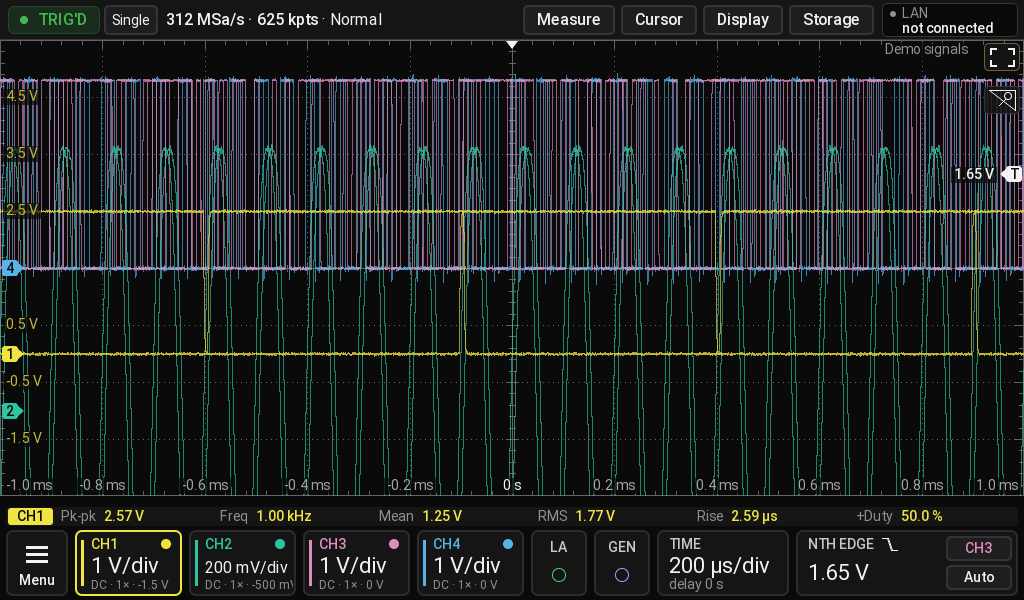 TRIG'D Single 312 MSa/s · 625 kpts · Normal Measure Cursor Display Storage LAN
not connected
Demo signals
4.5 V
3.5 V
1.65 V T
2.5 V
4
0.5 V
1
-0.5 V
2
-1.5 V
-1.0 ms -0.8 ms -0.6 ms -0.4 ms -0.2 ms 0 s 0.2 ms 0.4 ms 0.6 ms 0.8 ms 1.0 ms
CH1 Pk-pk 2.57 V Freq 1.00 kHz Mean 1.25 V RMS 1.77 V Rise 2.59 µs +Duty 50.0 %
Menu
CH1
1 V/div
DC · 1× · -1.5 V
CH2
200 mV/div
DC · 1× · -500 mV
CH3
1 V/div
DC · 1× · 0 V
CH4
1 V/div
DC · 1× · 0 V
LA
GEN
TIME
200 µs/div
delay 0 s
NTH EDGE
1.65 V
CH3
Auto